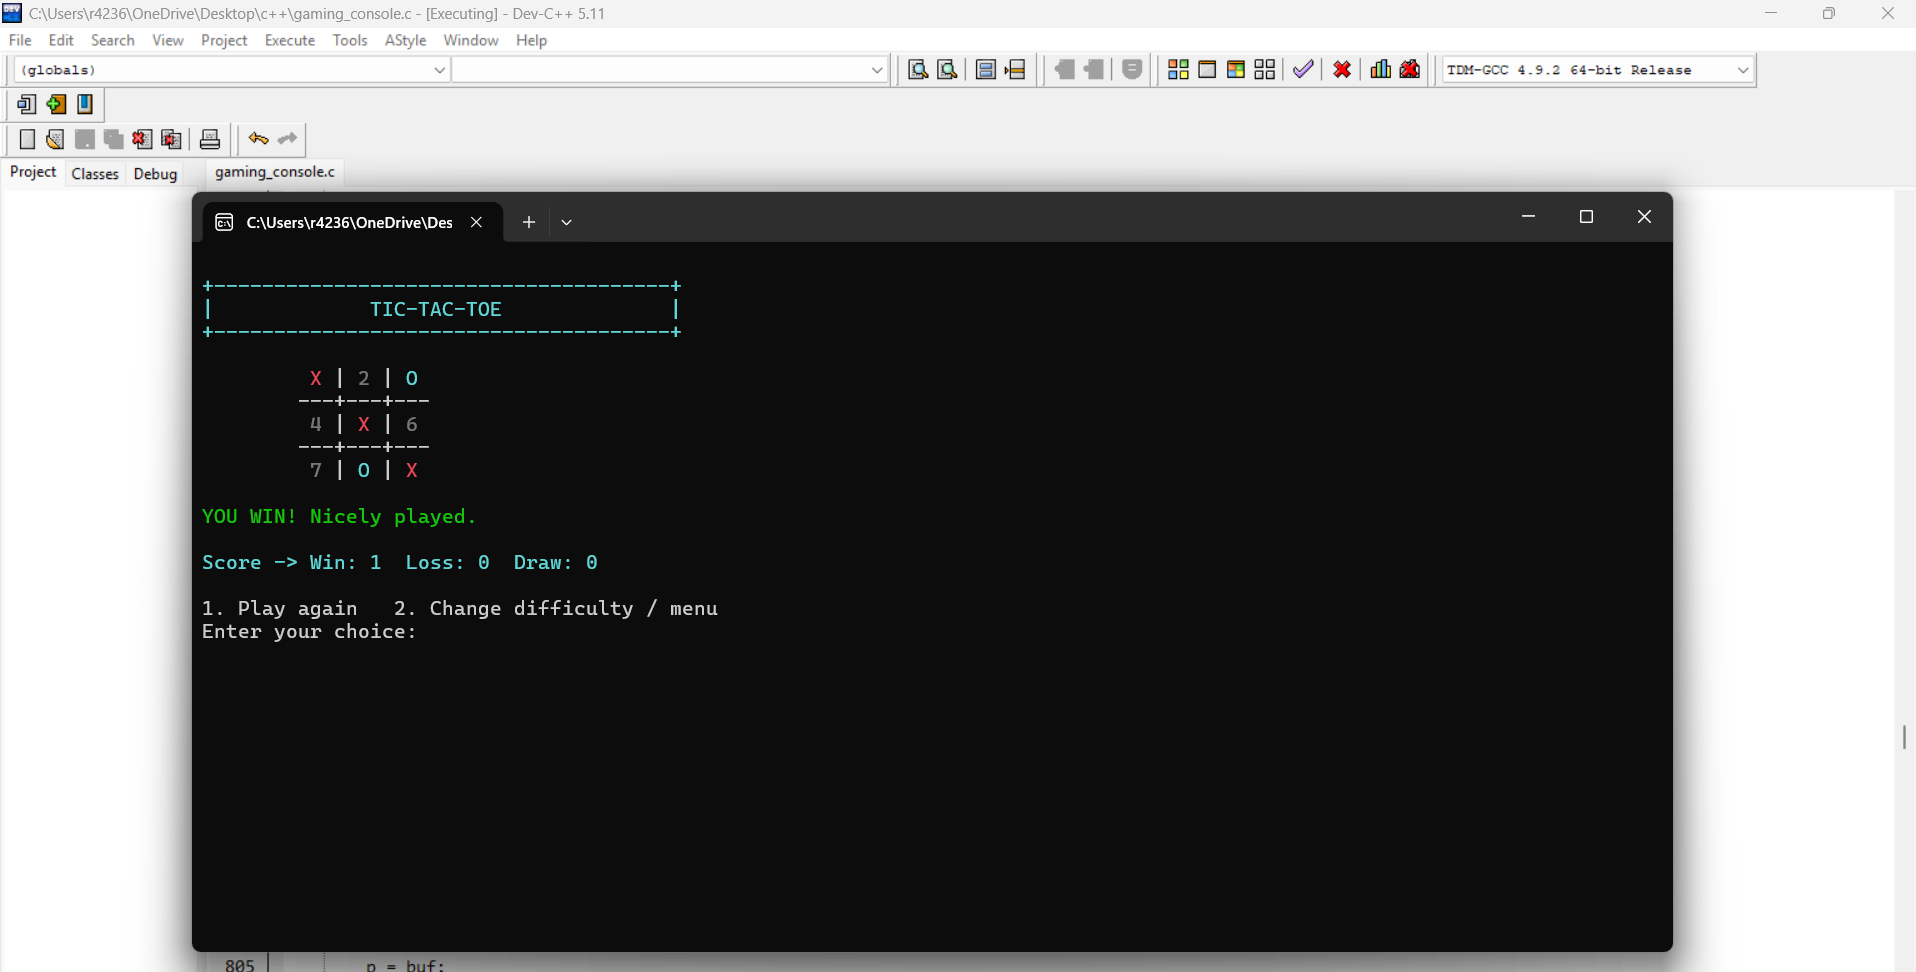 C:\Users\r4236\OneDrive\Desktop\c++\gaming_console.c - [Executing] - Dev-C++ 5.11
File Edit Search View Project Execute Tools AStyle Window Help
(globals) TDM-GCC 4.9.2 64-bit Release
Project Classes Debug gaming_console.c
C:\Users\r4236\OneDrive\Des
+--------------------------------------+
| TIC-TAC-TOE |
+--------------------------------------+
X | 2 | O
---+---+---
4 | X | 6
---+---+---
7 | O | X
YOU WIN! Nicely played.
Score -> Win: 1 Loss: 0 Draw: 0
1. Play again 2. Change difficulty / menu
Enter your choice:
805 p = buf;